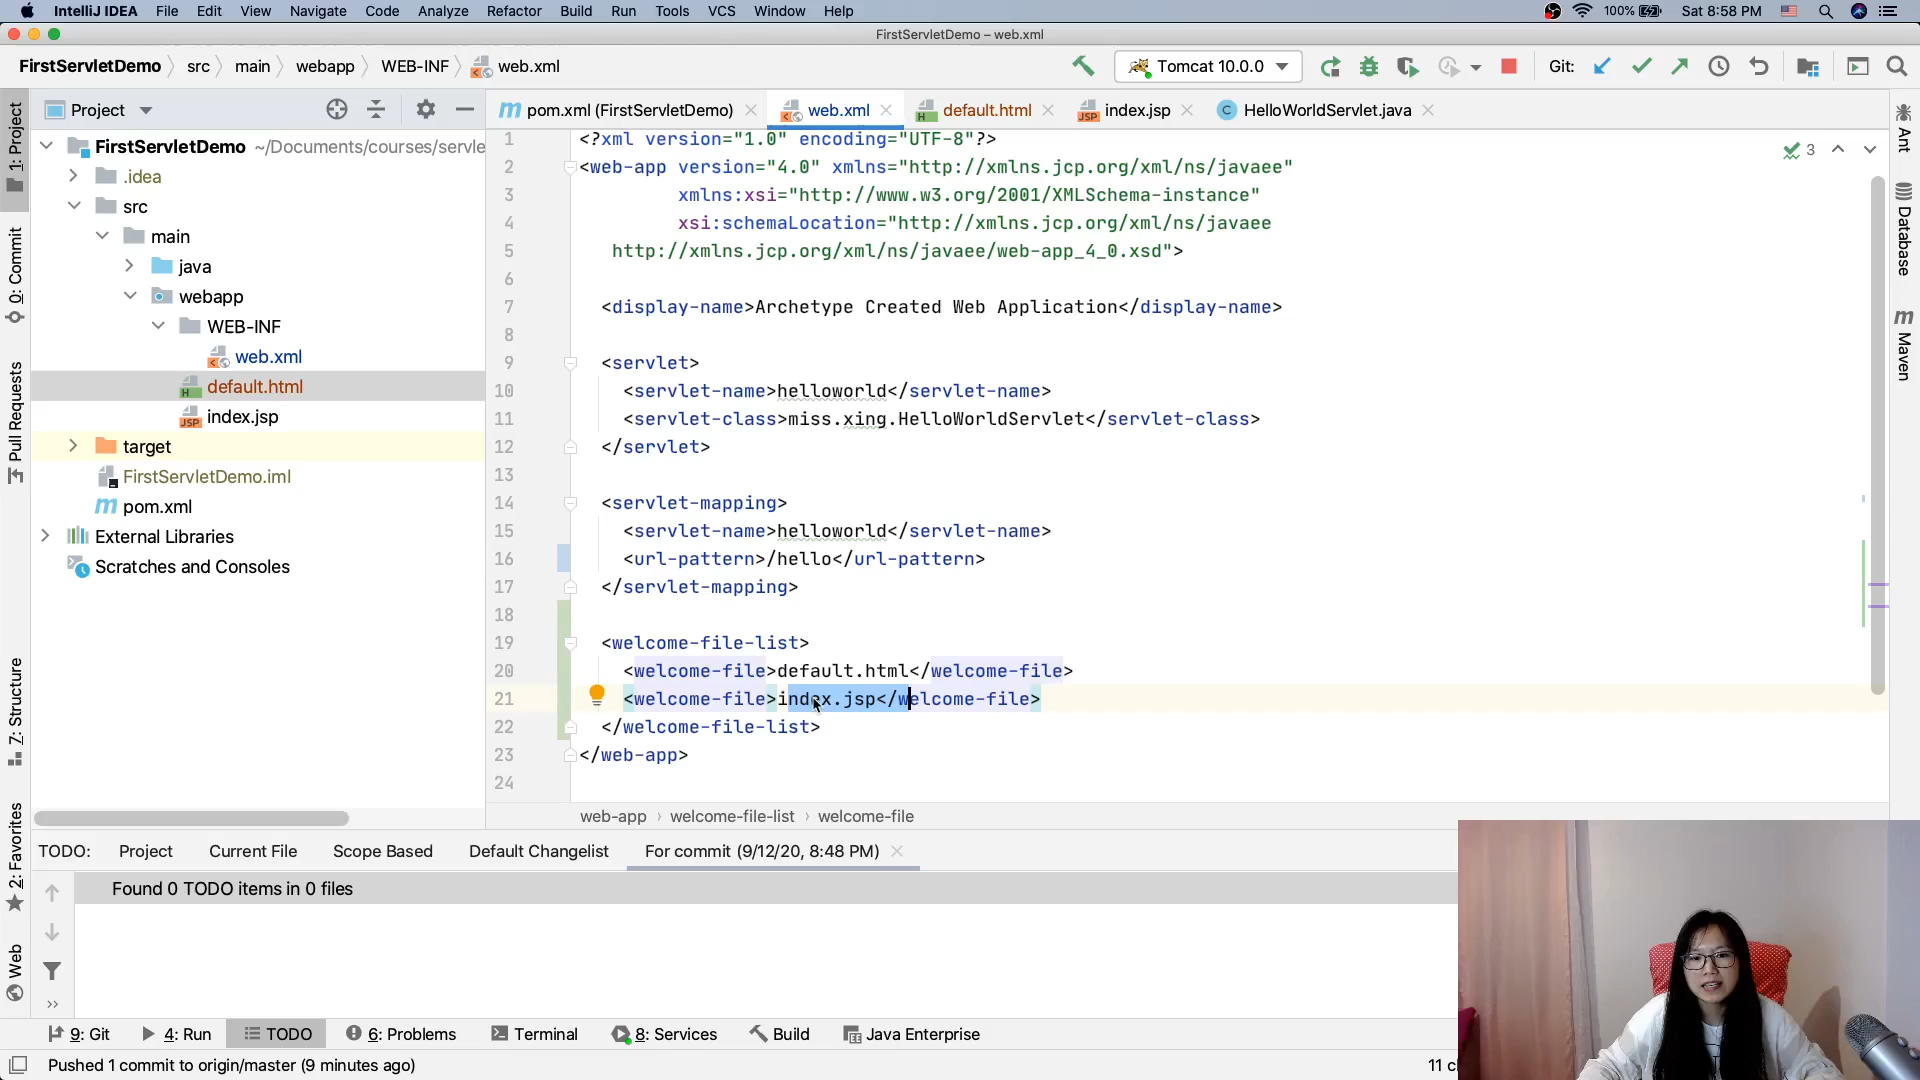 IntelliJ IDEA File Edit View Navigate Code Analyze Refactor Build Run Tools VCS Window Help 100% Sat 8:58 PM
FirstServletDemo – web.xml
FirstServletDemo src main webapp WEB-INF web.xml Tomcat 10.0.0 Git:
Project pom.xml (FirstServletDemo) web.xml default.html index.jsp HelloWorldServlet.java
FirstServletDemo ~/Documents/courses/servle
.idea
src
main
java
webapp
WEB-INF
web.xml
default.html
index.jsp
target
FirstServletDemo.iml
pom.xml
External Libraries
Scratches and Consoles
1: Project
0: Commit
Pull Requests
7: Structure
2: Favorites
Web
1 <?xml version="1.0" encoding="UTF-8"?>
2 <web-app version="4.0" xmlns="http://xmlns.jcp.org/xml/ns/javaee"
3 xmlns:xsi="http://www.w3.org/2001/XMLSchema-instance"
4 xsi:schemaLocation="http://xmlns.jcp.org/xml/ns/javaee
5 http://xmlns.jcp.org/xml/ns/javaee/web-app_4_0.xsd">
6
7 <display-name>Archetype Created Web Application</display-name>
8
9 <servlet>
10 <servlet-name>helloworld</servlet-name>
11 <servlet-class>miss.xing.HelloWorldServlet</servlet-class>
12 </servlet>
13
14 <servlet-mapping>
15 <servlet-name>helloworld</servlet-name>
16 <url-pattern>/hello</url-pattern>
17 </servlet-mapping>
18
19 <welcome-file-list>
20 <welcome-file>default.html</welcome-file>
21 <welcome-file>index.jsp</welcome-file>
22 </welcome-file-list>
23 </web-app>
24
3
Ant
Database
Maven
web-app › welcome-file-list › welcome-file
TODO: Project Current File Scope Based Default Changelist For commit (9/12/20, 8:48 PM)
Found 0 TODO items in 0 files
9: Git 4: Run TODO 6: Problems Terminal 8: Services Build Java Enterprise
Pushed 1 commit to origin/master (9 minutes ago)